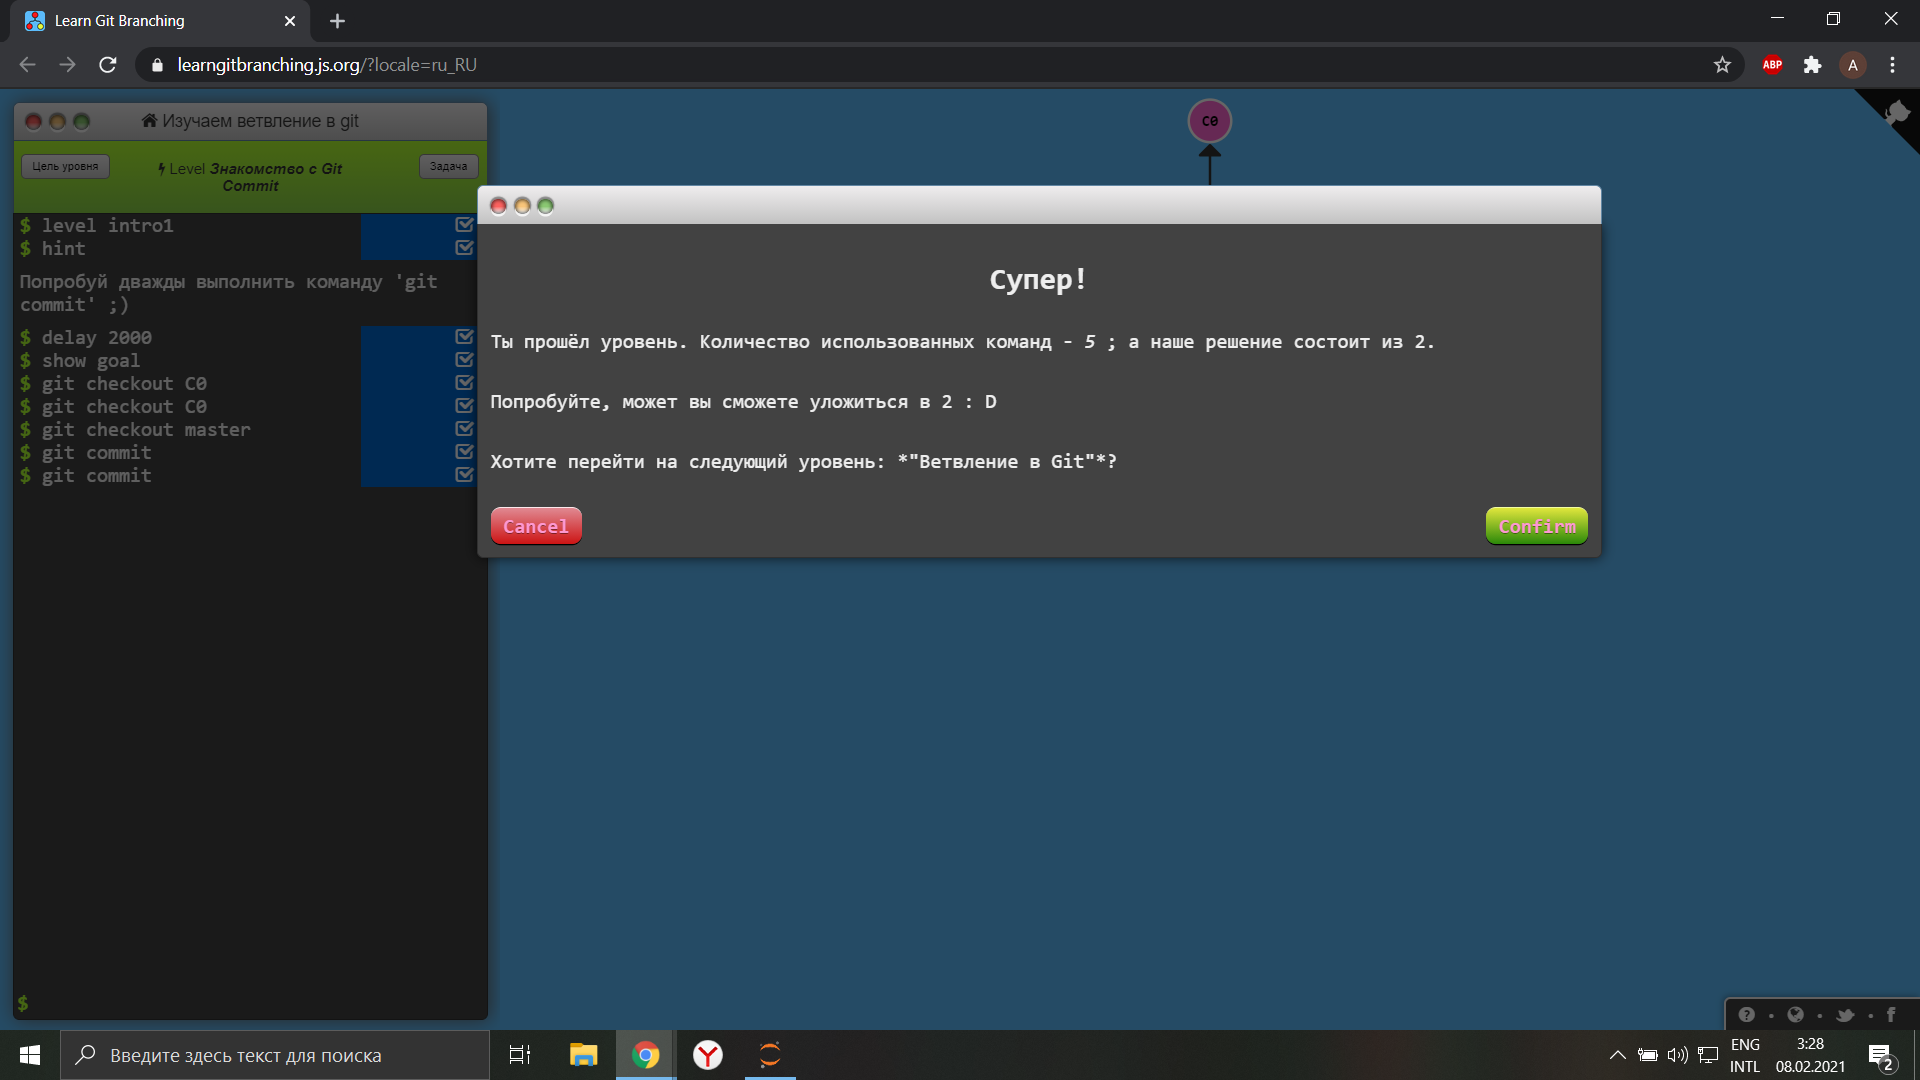 Learn Git Branching
learngitbranching.js.org/?locale=ru_RU
ABP
A
Изучаем ветвление в git
Цель уровня
Level Знакомство с Git
Commit
Задача
$ level intro1
$ hint
Попробуй дважды выполнить команду 'git
commit' ;)
$ delay 2000
$ show goal
$ git checkout C0
$ git checkout C0
$ git checkout master
$ git commit
$ git commit
$
C0
Супер!
Ты прошёл уровень. Количество использованных команд - 5 ; а наше решение состоит из 2.
Попробуйте, может вы сможете уложиться в 2 : D
Хотите перейти на следующий уровень: *"Ветвление в Git"*?
Cancel
Confirm
Введите здесь текст для поиска
ENG
INTL
3:28
08.02.2021
2